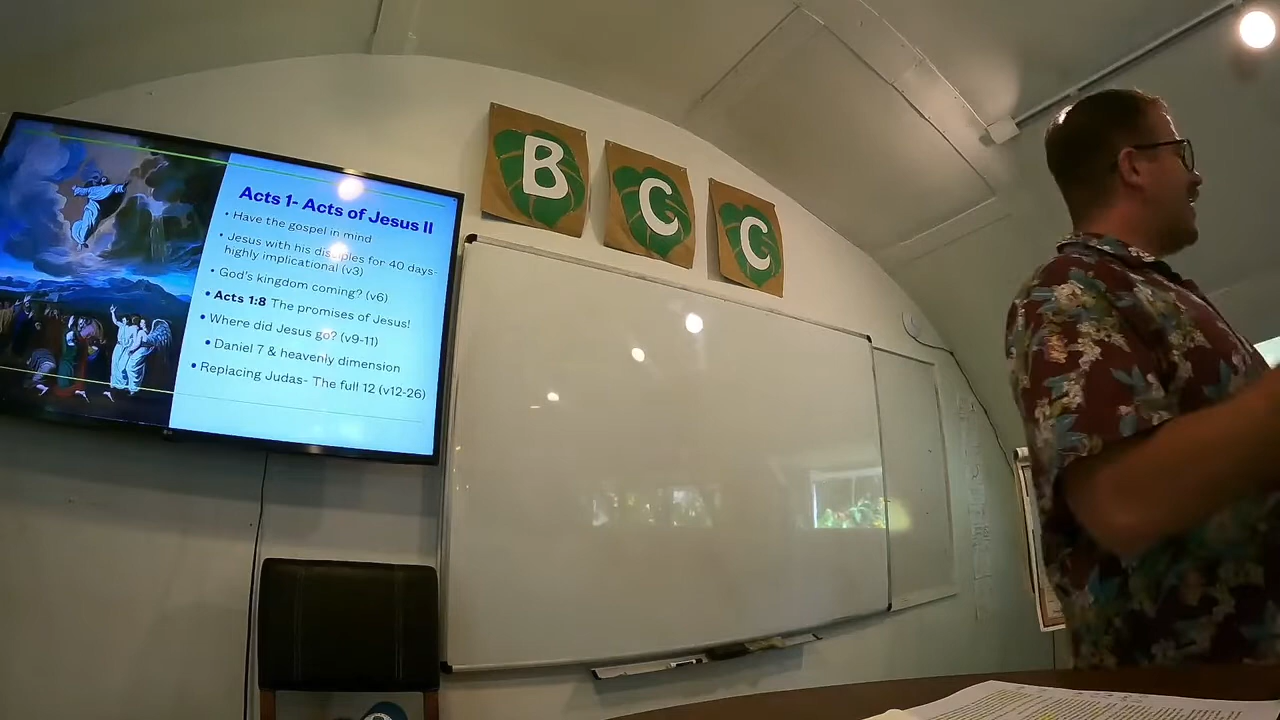 Acts 1- Acts of Jesus II
• Have the gospel in mind
• Jesus with his disciples for 40 days-
highly implicational (v3)
• God's kingdom coming? (v6)
• Acts 1:8 The promises of Jesus!
• Where did Jesus go? (v9-11)
• Daniel 7 & heavenly dimension
• Replacing Judas- The full 12 (v12-26)
B
C
C